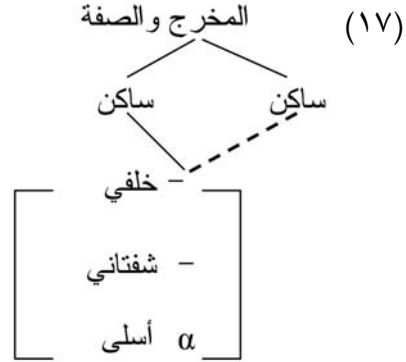 (١٧) المخرج والصفة
ساكن ساكن
– خلفي
– شفتاني
α أسلى